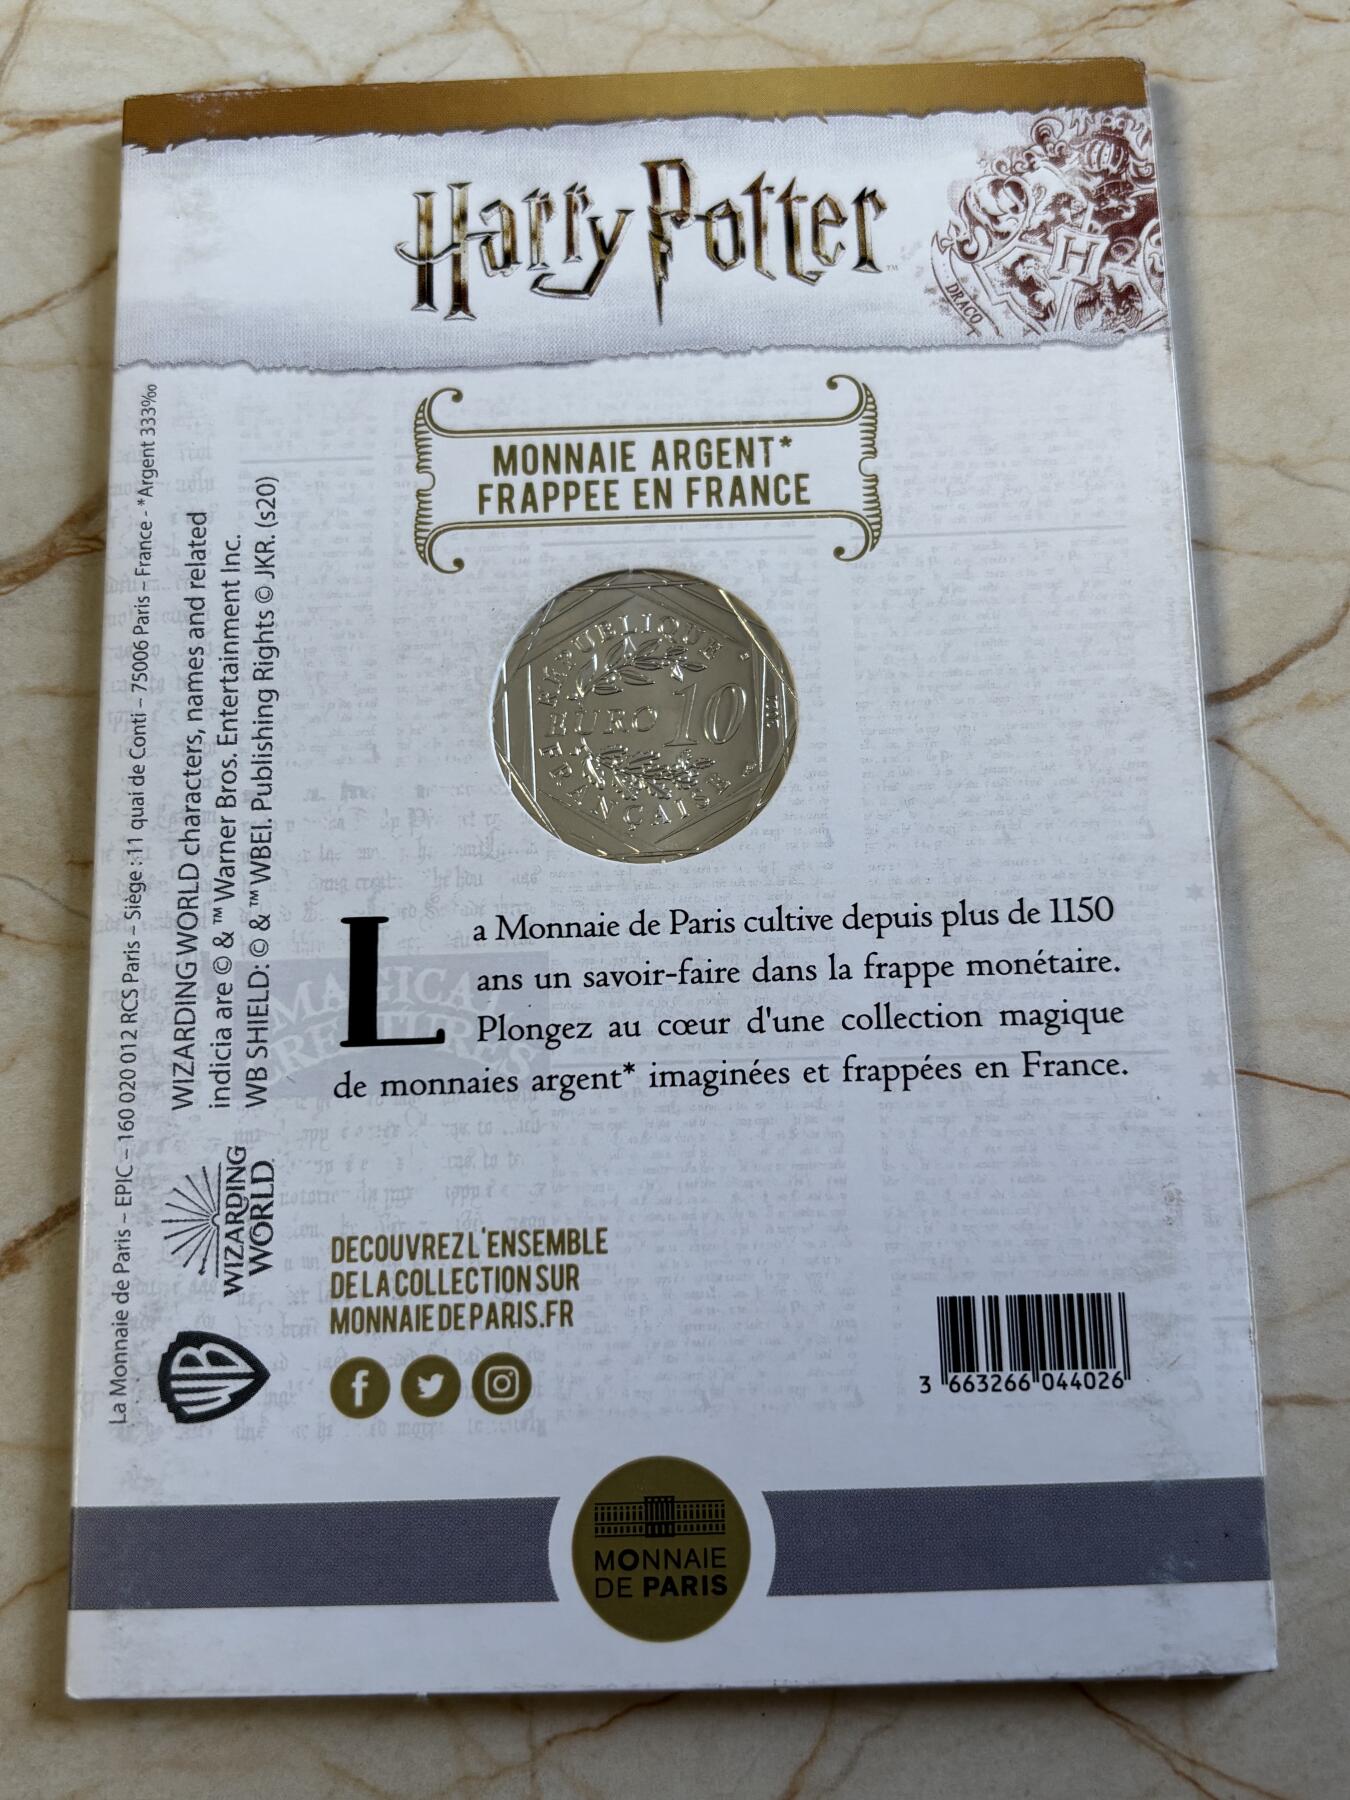 Harry Potter
™
DRACO
H
MONNAIE ARGENT*
FRAPPEE EN FRANCE
RÉPUBLIQUE
EURO 10
2021
FRANÇAISE
La Monnaie de Paris cultive depuis plus de 1150
ans un savoir-faire dans la frappe monétaire.
Plongez au cœur d'une collection magique
de monnaies argent* imaginées et frappées en France.
MAGICAL
CREATURES
DECOUVREZ L'ENSEMBLE
DE LA COLLECTION SUR
MONNAIEDEPARIS.FR
3 663266 044026
MONNAIE
DE PARIS
La Monnaie de Paris – EPIC – 160 020 012 RCS Paris – Siège : 11 quai de Conti – 75006 Paris – France - *Argent 333‰
WIZARDING WORLD characters, names and related
indicia are © & ™ Warner Bros. Entertainment Inc.
WB SHIELD: © & ™ WBEI. Publishing Rights © JKR. (s20)
WIZARDING
WORLD
WB